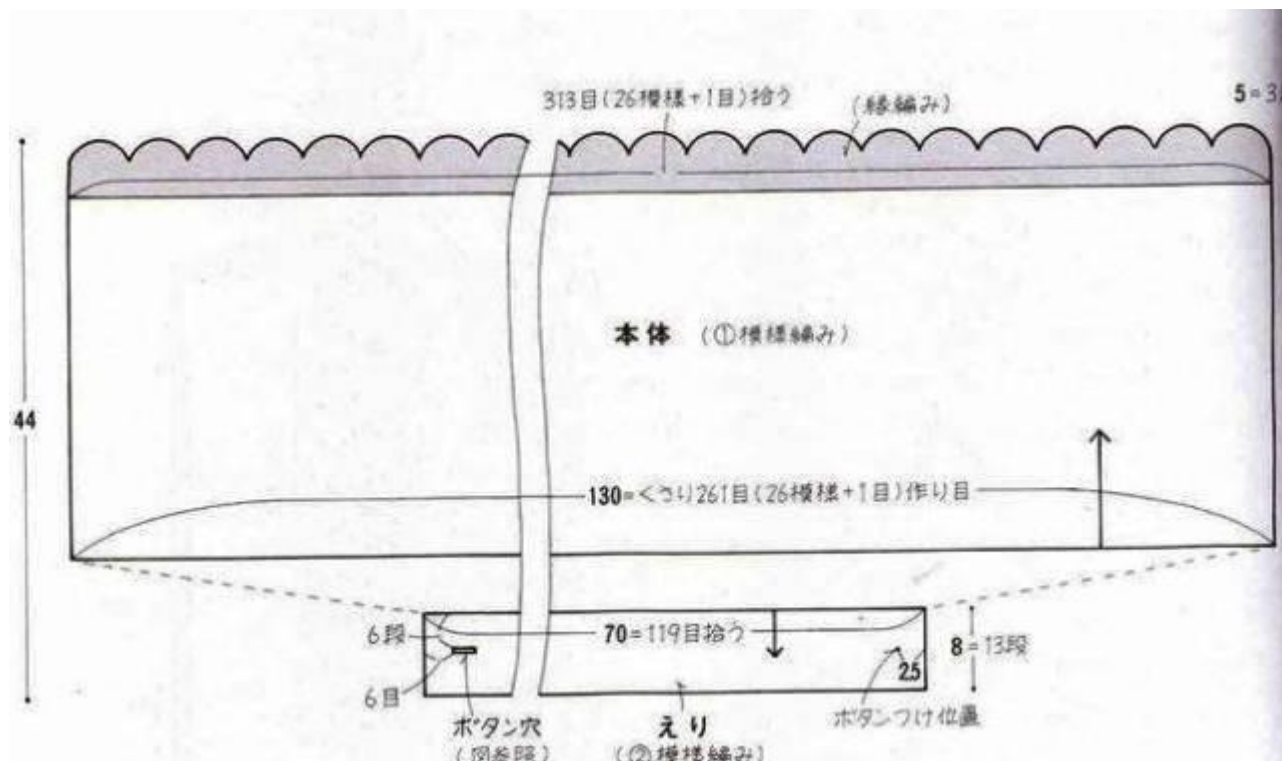 313目(26模様+1目)拾う
(縁編み)
5=3
44
本体 (①模様編み)
130=くさり261目(26模様+1目)作り目
6段
70=119目拾う
8=13段
2.5
6目
ボタン穴
(図参照)
えり
(②模様編み)
ボタンつけ位置